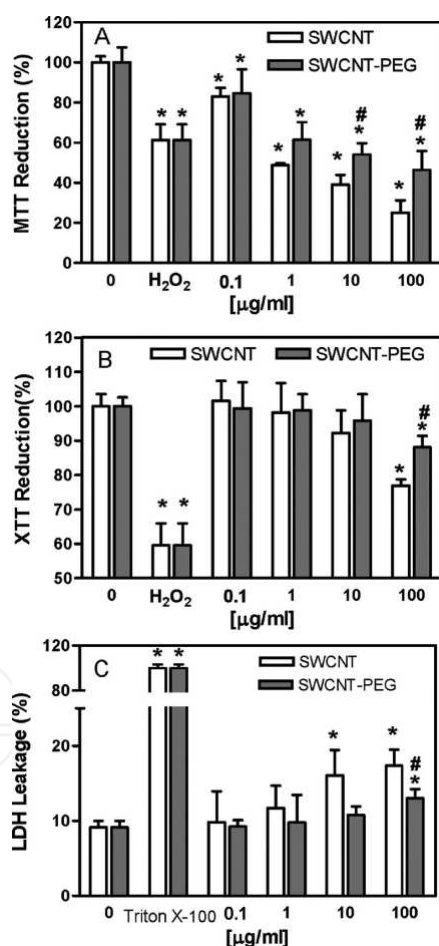 A
SWCNT
SWCNT-PEG
MTT Reduction (%)
120
100
80
60
40
20
0
* * * * * * * # * * # *
0 H₂O₂ 0.1 1 10 100
[µg/ml]
B
SWCNT SWCNT-PEG
XTT Reduction(%)
120
110
100
90
80
70
60
50
* * * # *
0 H₂O₂ 0.1 1 10 100
[µg/ml]
C
SWCNT
SWCNT-PEG
LDH Leakage (%)
120
100
80
20
10
0
* * * * # *
0 Triton X-100 0.1 1 10 100
[µg/ml]